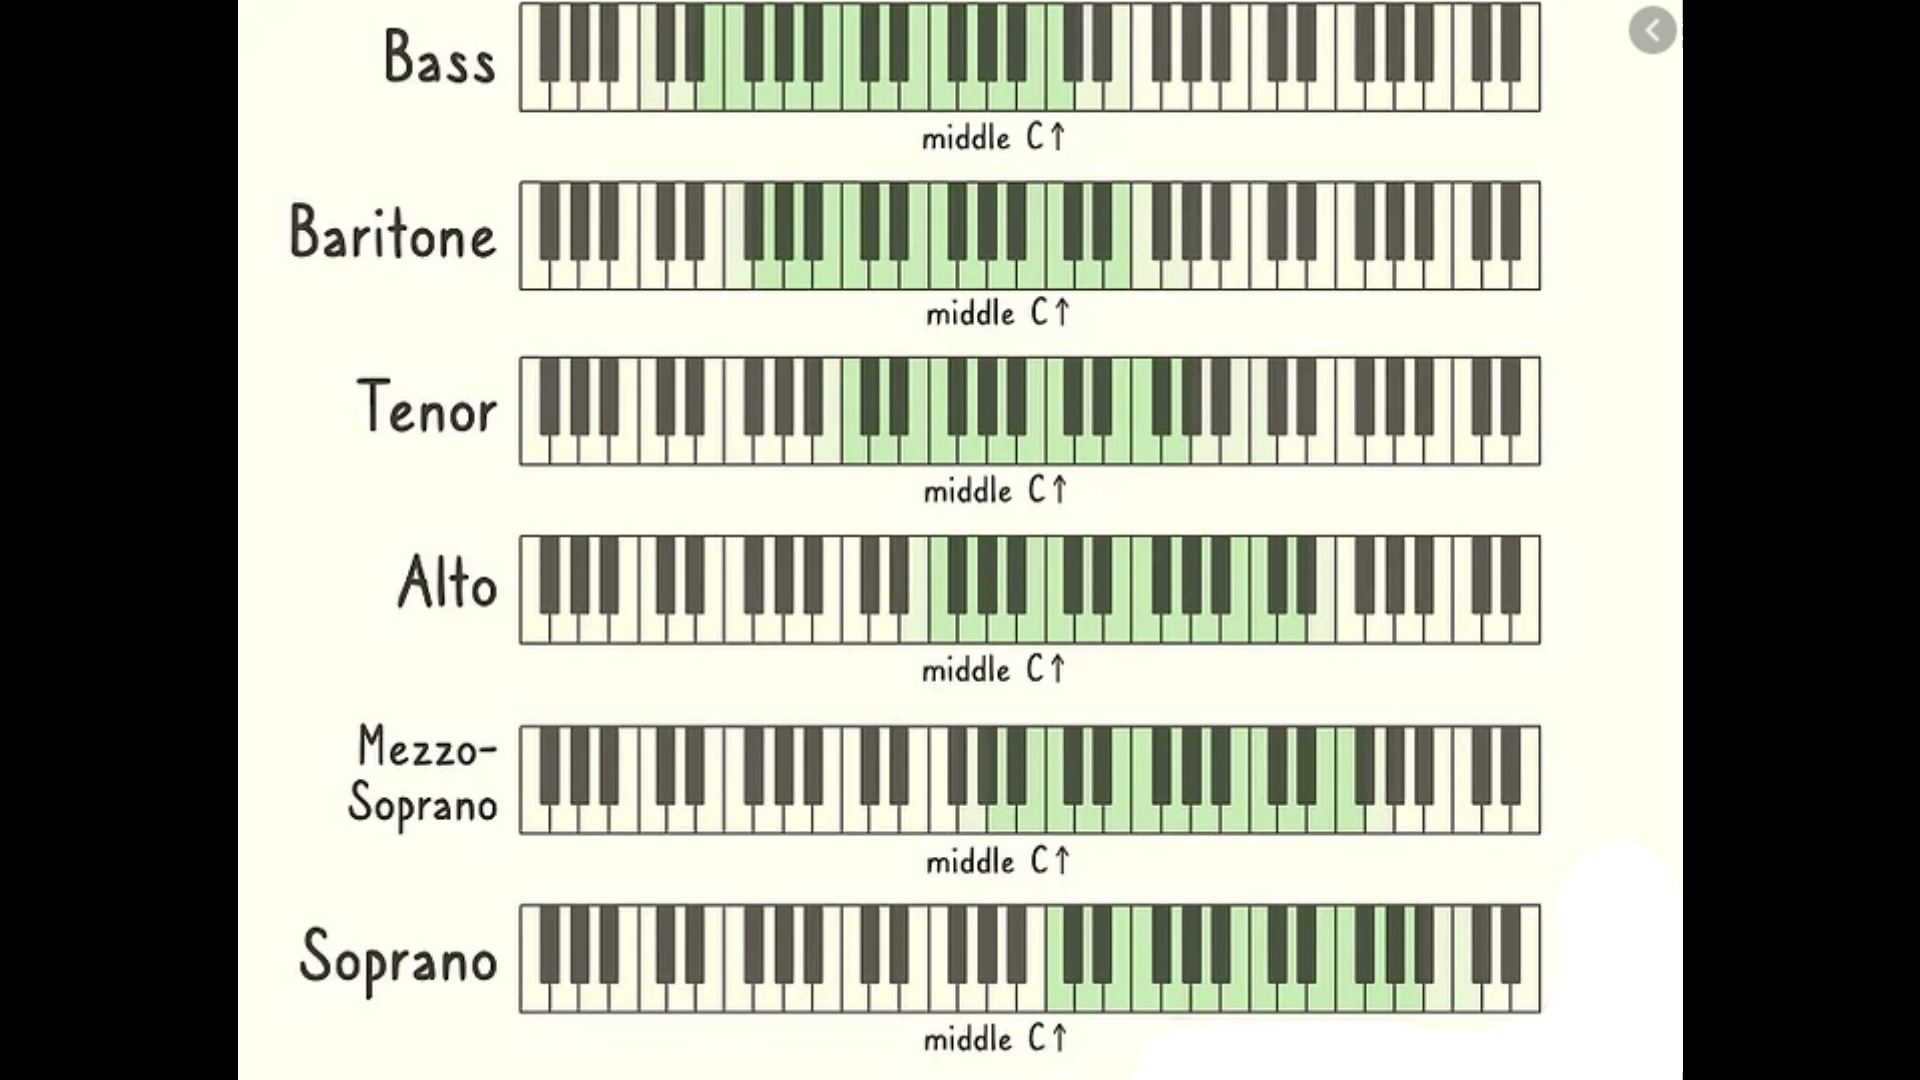 Bass
middle C↑
Baritone
middle C↑
Tenor
middle C↑
Alto
middle C↑
Mezzo-
Soprano
middle C↑
Soprano
middle C↑